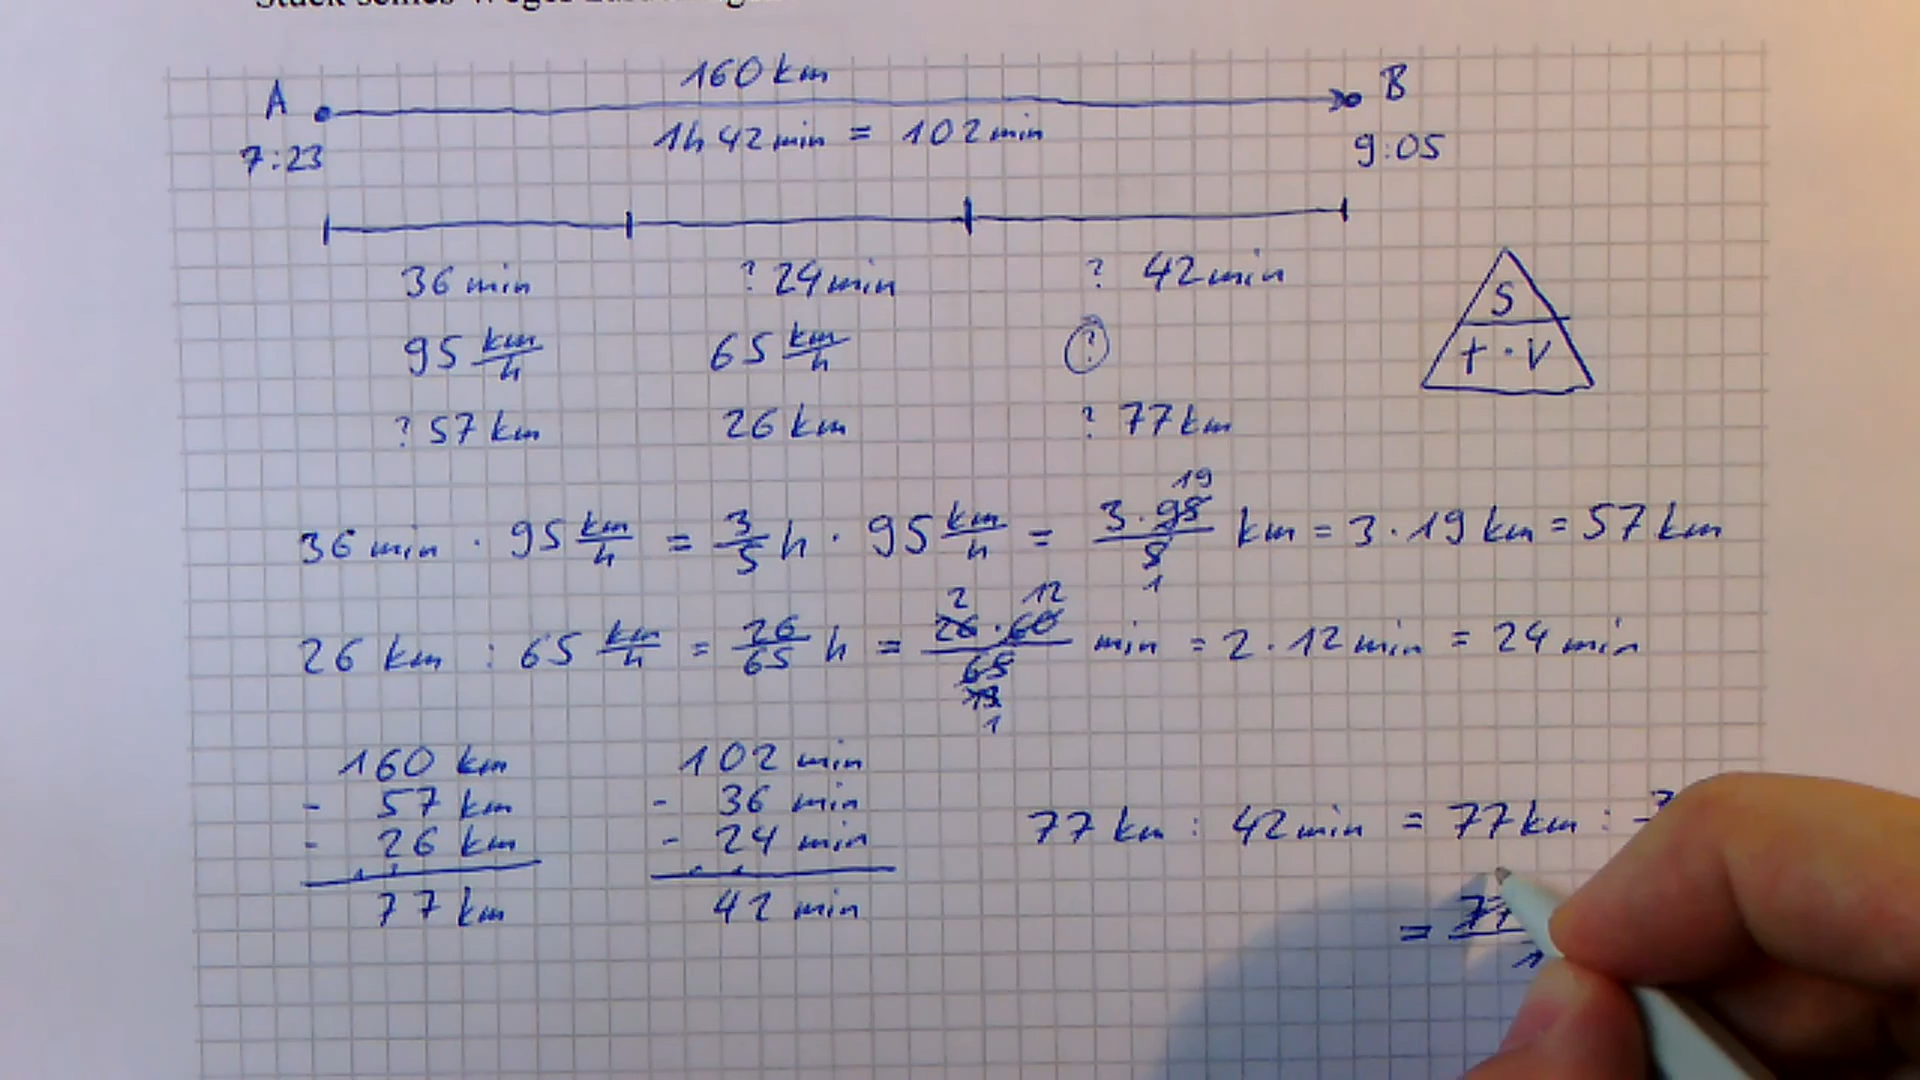 160 km
A B
1h 42 min = 102 min
7:23 9:05
36 min ? 24 min ? 42 min
S
95 km/h 65 km/h ?
t · v
? 57 km 26 km ? 77 km
19
36 min · 95 km/h = 3/5 h · 95 km/h = 3·95/5 km = 3 · 19 km = 57 km
1
2 12
26 km : 65 km/h = 26/65 h = 26·60/65 min = 2 · 12 min = 24 min
13
1
160 km 102 min
- 57 km - 36 min
- 26 km - 24 min
77 km : 42 min = 77 km :
77 km 42 min
=